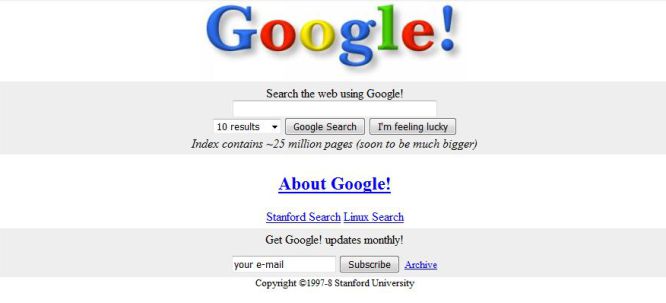 Google!
Search the web using Google!
10 results Google Search I'm feeling lucky
Index contains ~25 million pages (soon to be much bigger)
About Google!
Stanford Search Linux Search
Get Google! updates monthly!
your e-mail Subscribe Archive
Copyright ©1997-8 Stanford University